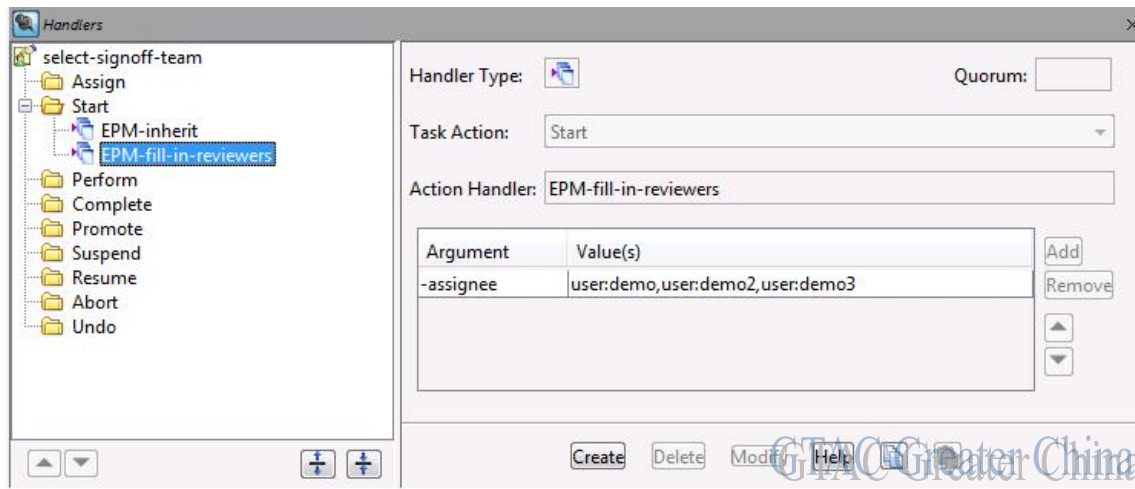 Handlers
select-signoff-team
Assign
Start
EPM-inherit
EPM-fill-in-reviewers
Perform
Complete
Promote
Suspend
Resume
Abort
Undo
Handler Type:
Quorum:
Task Action:
Start
Action Handler:
EPM-fill-in-reviewers
Argument
Value(s)
-assignee
user:demo,user:demo2,user:demo3
Add
Remove
Create
Delete
Modify
Help
GTAC Greater China